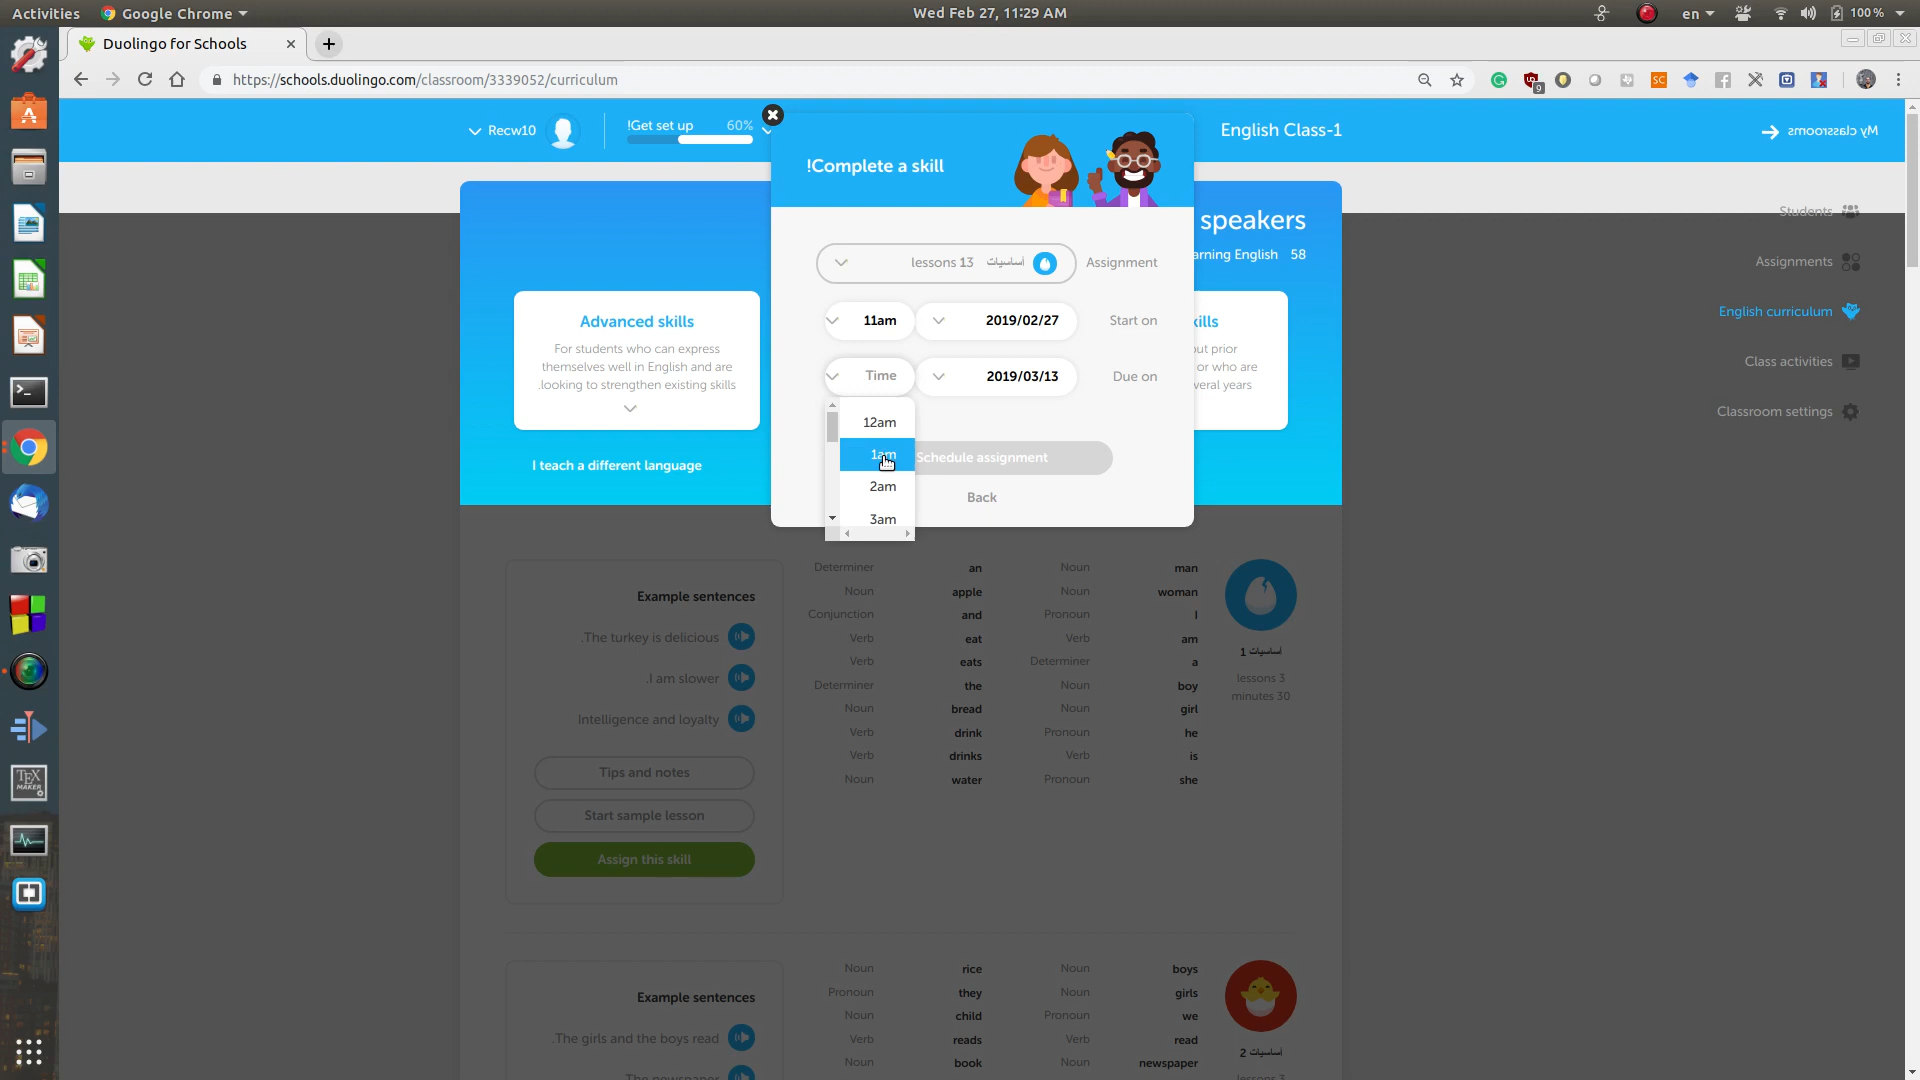 Activities
Google Chrome
Wed Feb 27, 11:29 AM
en
100 %
Duolingo for Schools
https://schools.duolingo.com/classroom/3339052/curriculum
9
SC
Recw10
!Get set up 60%
English Class-1
My classrooms
!Complete a skill
speakers
arning English 58
Students
Assignments
English curriculum
Class activities
Classroom settings
lessons 13 أساسيات
Assignment
11am
2019/02/27
Start on
Time
2019/03/13
Due on
12am
1am
2am
3am
Schedule assignment
Back
Advanced skills
For students who can express
themselves well in English and are
.looking to strengthen existing skills
I teach a different language
kills
out prior
or who are
veral years
Example sentences
.The turkey is delicious
.I am slower
Intelligence and loyalty
Tips and notes
Start sample lesson
Assign this skill
Determiner an Noun man
Noun apple Noun woman
Conjunction and Pronoun I
Verb eat Verb am
Verb eats Determiner a
Determiner the Noun boy
Noun bread Noun girl
Verb drink Pronoun he
Verb drinks Verb is
Noun water Pronoun she
أساسيات 1
lessons 3
minutes 30
Example sentences
.The girls and the boys read
The newspaper
Noun rice Noun boys
Pronoun they Noun girls
Noun child Pronoun we
Verb reads Verb read
Noun book Noun newspaper
أساسيات 2
lessons 3
TEX
MAKER